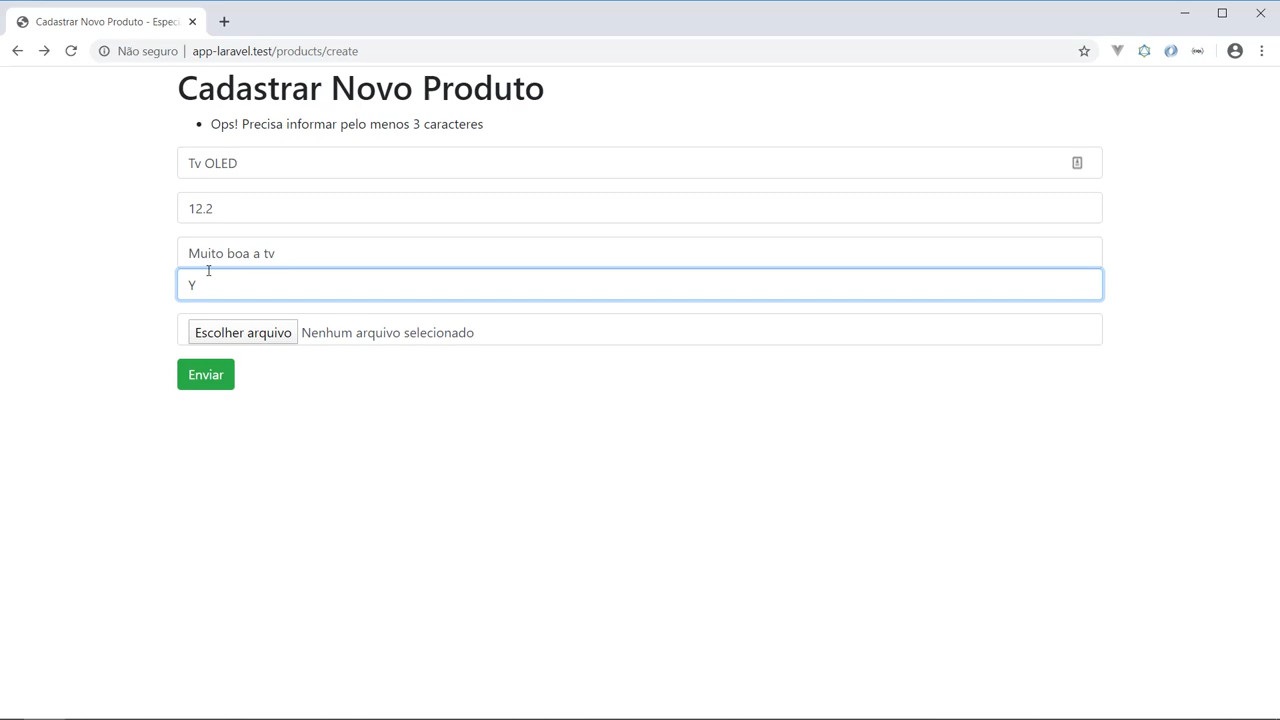 Cadastrar Novo Produto - Especi
Não seguro | app-laravel.test/products/create
Cadastrar Novo Produto
• Ops! Precisa informar pelo menos 3 caracteres
Tv OLED
12.2
Muito boa a tv
Y
Escolher arquivo Nenhum arquivo selecionado
Enviar